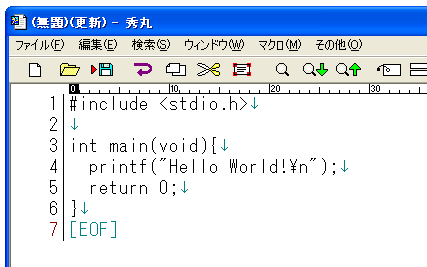 (無題)(更新) - 秀丸
ファイル(F) 編集(E) 検索(S) ウィンドウ(W) マクロ(M) その他(O)
0 10 20 30
1 #include <stdio.h>↓
2 ↓
3 int main(void){↓
4 printf("Hello World!¥n");↓
5 return 0;↓
6 }↓
7 [EOF]